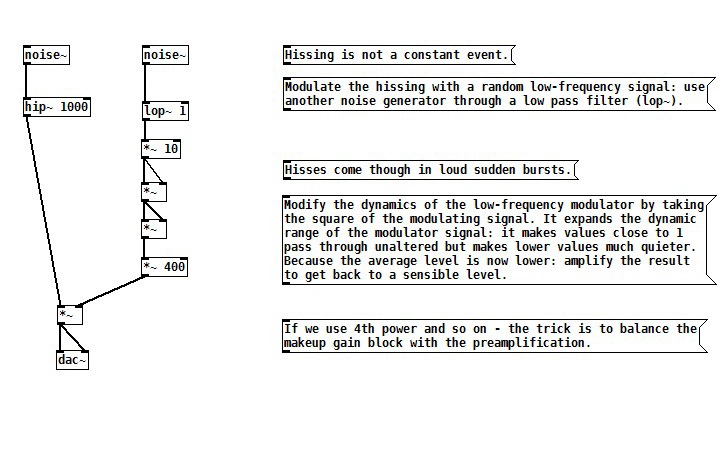 noise~
noise~
Hissing is not a constant event.
Modulate the hissing with a random low-frequency signal: use
another noise generator through a low pass filter (lop~).
hip~ 1000
lop~ 1
*~ 10
Hisses come though in loud sudden bursts.
*~
Modify the dynamics of the low-frequency modulator by taking
the square of the modulating signal. It expands the dynamic
range of the modulator signal: it makes values close to 1
pass through unaltered but makes lower values much quieter.
Because the average level is now lower: amplify the result
to get back to a sensible level.
*~
*~ 400
*~
If we use 4th power and so on - the trick is to balance the
makeup gain block with the preamplification.
dac~